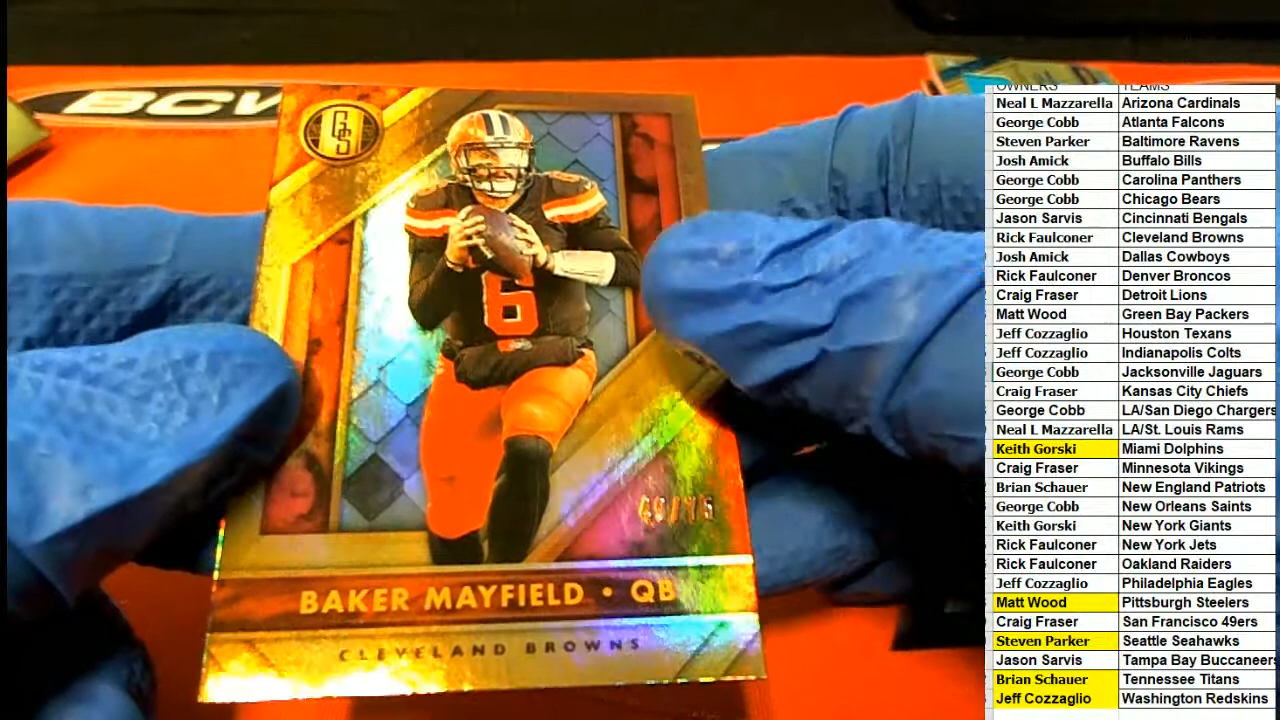 BCW
GS
6
BAKER MAYFIELD • QB
CLEVELAND BROWNS
OWNERS TEAMS
Neal L Mazzarella Arizona Cardinals
George Cobb Atlanta Falcons
Steven Parker Baltimore Ravens
Josh Amick Buffalo Bills
George Cobb Carolina Panthers
George Cobb Chicago Bears
Jason Sarvis Cincinnati Bengals
Rick Faulconer Cleveland Browns
Josh Amick Dallas Cowboys
Rick Faulconer Denver Broncos
Craig Fraser Detroit Lions
Matt Wood Green Bay Packers
Jeff Cozzaglio Houston Texans
Jeff Cozzaglio Indianapolis Colts
George Cobb Jacksonville Jaguars
Craig Fraser Kansas City Chiefs
George Cobb LA/San Diego Chargers
Neal L Mazzarella LA/St. Louis Rams
Keith Gorski Miami Dolphins
Craig Fraser Minnesota Vikings
Brian Schauer New England Patriots
George Cobb New Orleans Saints
Keith Gorski New York Giants
Rick Faulconer New York Jets
Rick Faulconer Oakland Raiders
Jeff Cozzaglio Philadelphia Eagles
Matt Wood Pittsburgh Steelers
Craig Fraser San Francisco 49ers
Steven Parker Seattle Seahawks
Jason Sarvis Tampa Bay Buccaneers
Brian Schauer Tennessee Titans
Jeff Cozzaglio Washington Redskins